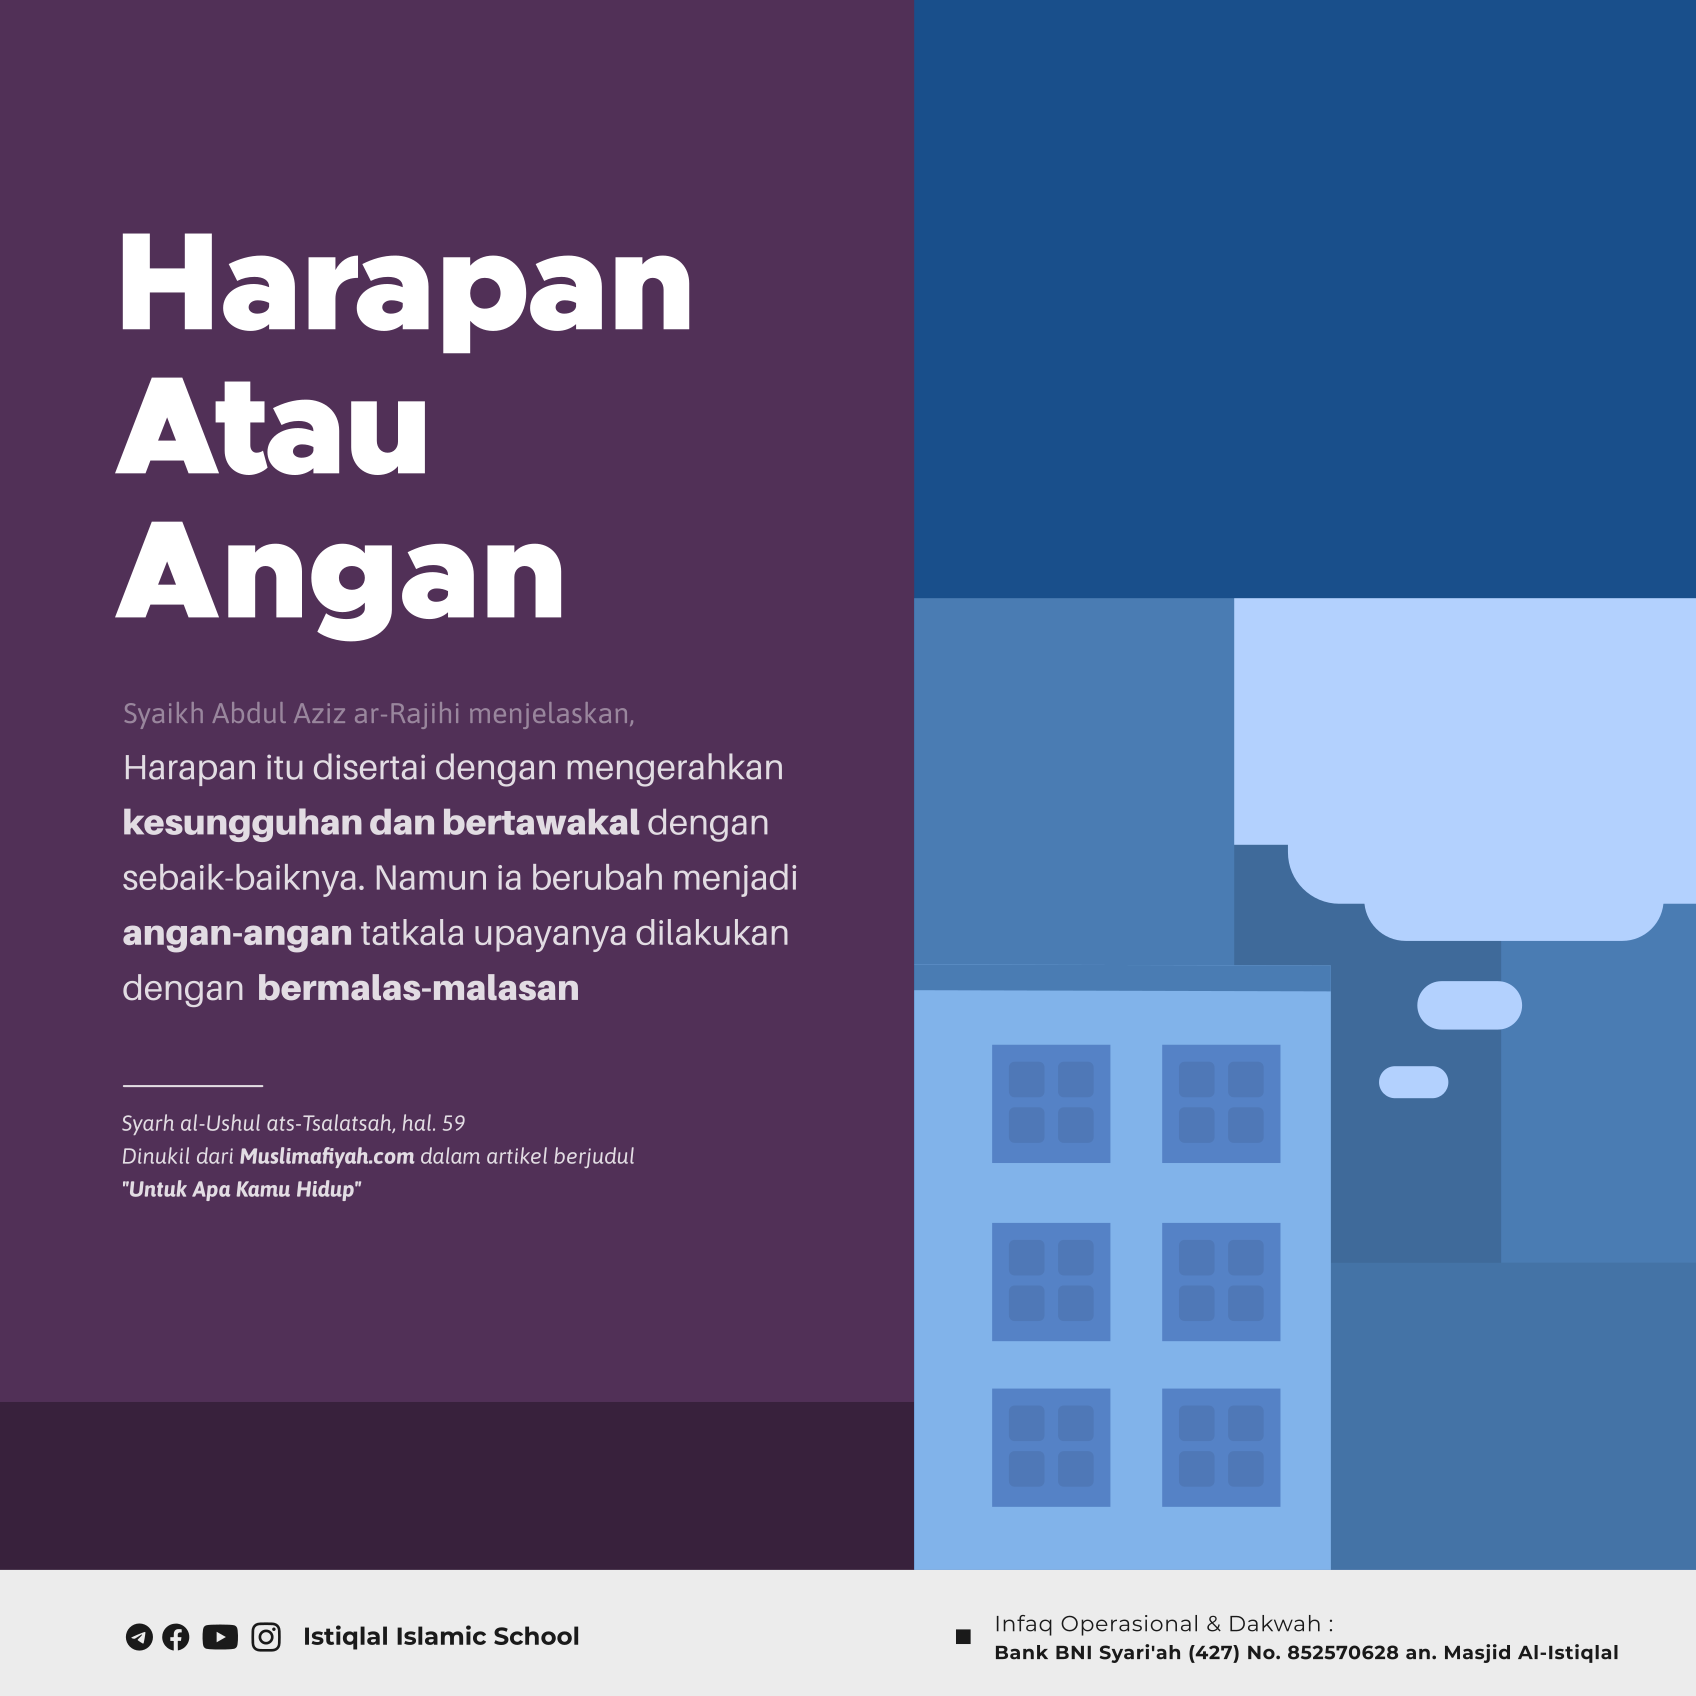 Harapan
Atau
Angan
Syaikh Abdul Aziz ar-Rajihi menjelaskan,
Harapan itu disertai dengan mengerahkan
kesungguhan dan bertawakal dengan
sebaik-baiknya. Namun ia berubah menjadi
angan-angan tatkala upayanya dilakukan
dengan bermalas-malasan
Syarh al-Ushul ats-Tsalatsah, hal. 59
Dinukil dari Muslimafiyah.com dalam artikel berjudul
"Untuk Apa Kamu Hidup"
Istiqlal Islamic School
Infaq Operasional & Dakwah :
Bank BNI Syari'ah (427) No. 852570628 an. Masjid Al-Istiqlal